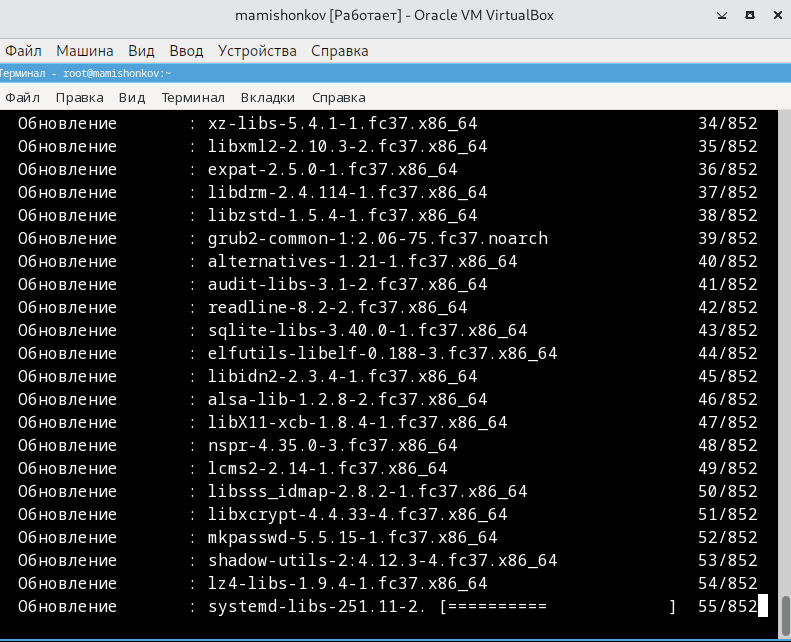 mamishonkov [Работает] - Oracle VM VirtualBox
Файл Машина Вид Ввод Устройства Справка
Терминал - root@mamishonkov:~
Файл Правка Вид Терминал Вкладки Справка
Обновление : xz-libs-5.4.1-1.fc37.x86_64 34/852
Обновление : libxml2-2.10.3-2.fc37.x86_64 35/852
Обновление : expat-2.5.0-1.fc37.x86_64 36/852
Обновление : libdrm-2.4.114-1.fc37.x86_64 37/852
Обновление : libzstd-1.5.4-1.fc37.x86_64 38/852
Обновление : grub2-common-1:2.06-75.fc37.noarch 39/852
Обновление : alternatives-1.21-1.fc37.x86_64 40/852
Обновление : audit-libs-3.1-2.fc37.x86_64 41/852
Обновление : readline-8.2-2.fc37.x86_64 42/852
Обновление : sqlite-libs-3.40.0-1.fc37.x86_64 43/852
Обновление : elfutils-libelf-0.188-3.fc37.x86_64 44/852
Обновление : libidn2-2.3.4-1.fc37.x86_64 45/852
Обновление : alsa-lib-1.2.8-2.fc37.x86_64 46/852
Обновление : libX11-xcb-1.8.4-1.fc37.x86_64 47/852
Обновление : nspr-4.35.0-3.fc37.x86_64 48/852
Обновление : lcms2-2.14-1.fc37.x86_64 49/852
Обновление : libsss_idmap-2.8.2-1.fc37.x86_64 50/852
Обновление : libxcrypt-4.4.33-4.fc37.x86_64 51/852
Обновление : mkpasswd-5.5.15-1.fc37.x86_64 52/852
Обновление : shadow-utils-2:4.12.3-4.fc37.x86_64 53/852
Обновление : lz4-libs-1.9.4-1.fc37.x86_64 54/852
Обновление : systemd-libs-251.11-2. [========== ] 55/852